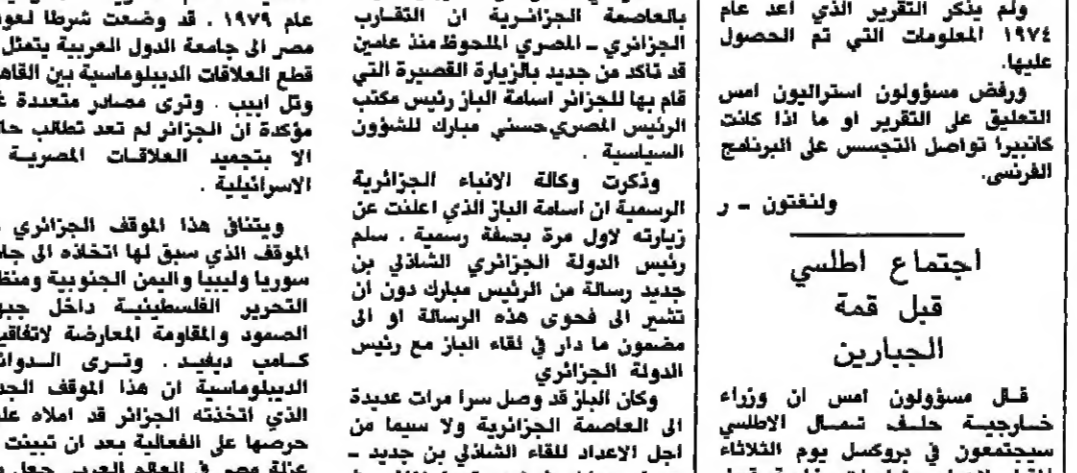 ولم يذكر التقرير الذي اعد عام
١٩٧٤ المعلومات التي تم الحصول
عليها.
ورفض مسؤولون استراليون امس
التعليق على التقرير او ما اذا كانت
كانبيرا تواصل التجسس على البرنامج
الفرنسي.
ولنغتون ـ ر
اجتماع اطلسي
قبل قمة
الجبارين
قال مسؤولون امس ان وزراء
خارجية حلف شمال الاطلسي
سيجتمعون في بروكسل يوم الثلاثاء
بالعاصمة الجزائرية ان التقارب
الجزائري ـ المصري الملحوظ منذ عامين
قد تاكد من جديد بالزيارة القصيرة التي
قام بها للجزائر اسامة الباز رئيس مكتب
الرئيس المصري حسني مبارك للشؤون
السياسية .
وذكرت وكالة الانباء الجزائرية
الرسمية ان اسامة الباز الذي اعلنت عن
زيارته لاول مرة بصفة رسمية . سلم
رئيس الدولة الجزائري الشاذلي بن
جديد رسالة من الرئيس مبارك دون ان
تشير الى فحوى هذه الرسالة او الى
مضمون ما دار في لقاء الباز مع رئيس
الدولة الجزائري
وكان الباز قد وصل سرا مرات عديدة
الى العاصمة الجزائرية ولا سيما من
اجل الاعداد للقاء الشاذلي بن جديد ـ
عام ١٩٧٩ . قد وضعت شرطا لعو
مصر الى جامعة الدول العربية يتمثل
قطع العلاقات الديبلوماسية بين القاه
وتل ابيب . وترى مصادر متعددة غ
مؤكدة ان الجزائر لم تعد تطالب حا
الا بتجميد العلاقات المصرية
الاسرائيلية .
ويتنافى هذا الموقف الجزائري
الموقف الذي سبق لها اتخاذه الى جا
سوريا وليبيا واليمن الجنوبية ومنظ
التحرير الفلسطينية داخل جب
الصمود والمقاومة المعارضة لاتفاقي
كامب ديفيد . وترى الدوائ
الديبلوماسية ان هذا الموقف الجد
الذي اتخذته الجزائر قد املاه عل
حرصها على الفعالية بعد ان تبينت
عزلة مصر في العالم العربي